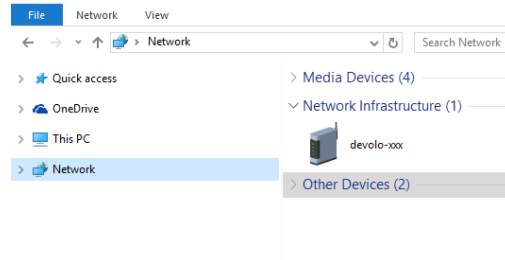 File Network View
Network
Search Network
Quick access
OneDrive
This PC
Network
Media Devices (4)
Network Infrastructure (1)
devolo-xxx
Other Devices (2)